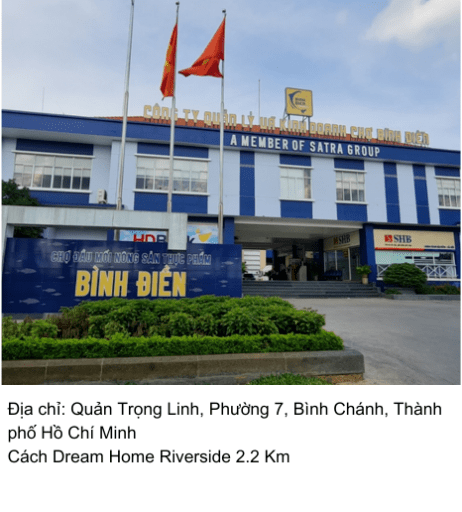 CÔNG TY QUẢN LÝ VÀ KINH DOANH CHỢ BÌNH ĐIỀN
A MEMBER OF SATRA GROUP
HDBank
SHB
SHB
CHỢ ĐẦU MỐI NÔNG SẢN THỰC PHẨM
BÌNH ĐIỀN
Địa chỉ: Quản Trọng Linh, Phường 7, Bình Chánh, Thành
phố Hồ Chí Minh
Cách Dream Home Riverside 2.2 Km